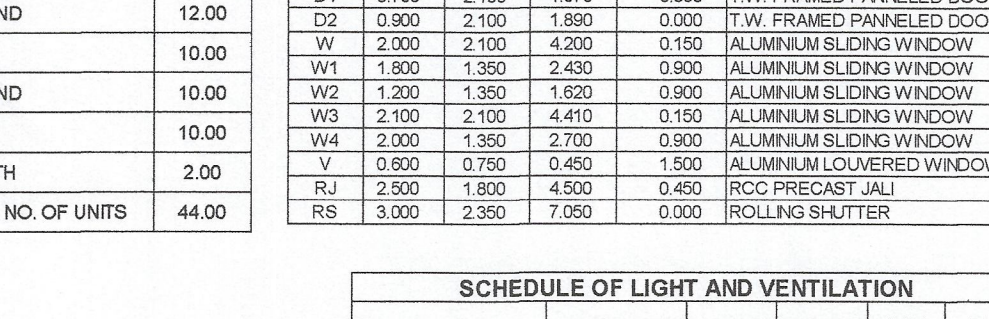 ND 12.00
10.00
ND 10.00
10.00
TH 2.00
NO. OF UNITS 44.00
D2 0.900 2.100 1.890 0.000 T.W. FRAMED PANNELED DOO
W 2.000 2.100 4.200 0.150 ALUMINIUM SLIDING WINDOW
W1 1.800 1.350 2.430 0.900 ALUMINIUM SLIDING WINDOW
W2 1.200 1.350 1.620 0.900 ALUMINIUM SLIDING WINDOW
W3 2.100 2.100 4.410 0.150 ALUMINIUM SLIDING WINDOW
W4 2.000 1.350 2.700 0.900 ALUMINIUM SLIDING WINDOW
V 0.600 0.750 0.450 1.500 ALUMINIUM LOUVERED WINDOW
RJ 2.500 1.800 4.500 0.450 RCC PRECAST JALI
RS 3.000 2.350 7.050 0.000 ROLLING SHUTTER
SCHEDULE OF LIGHT AND VENTILATION